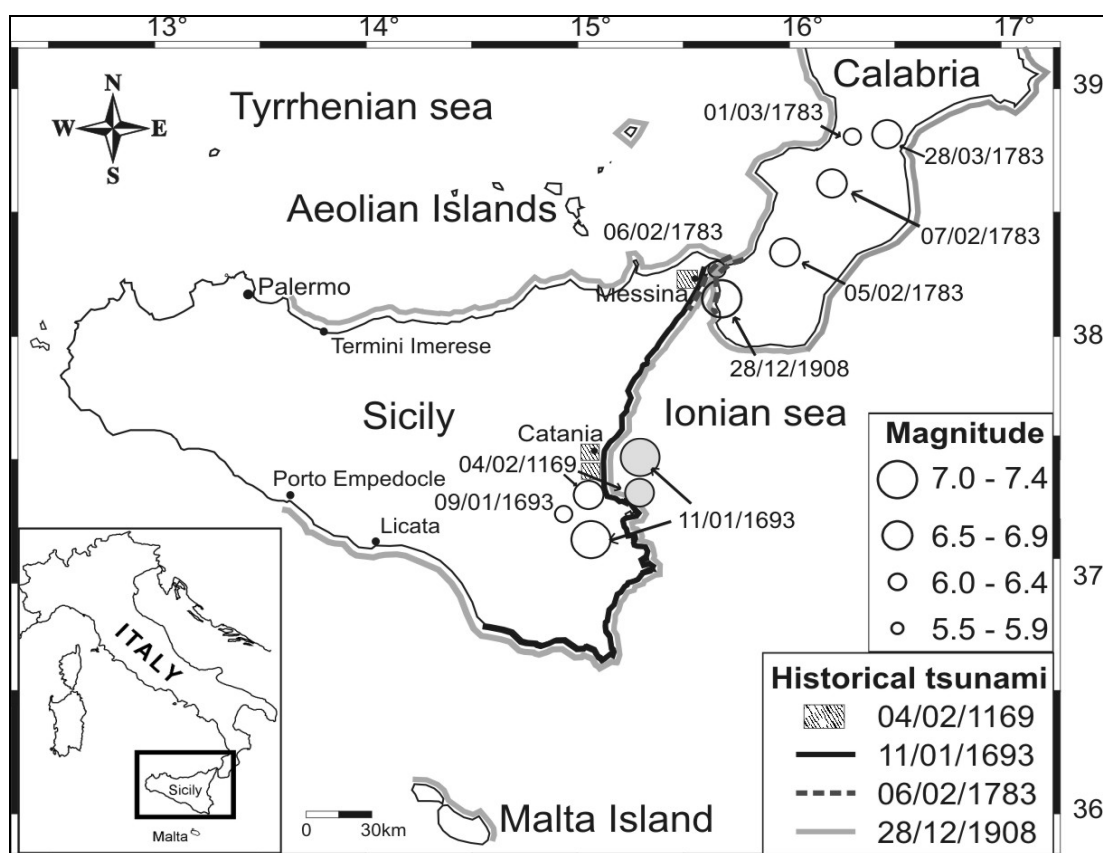 13°
14°
15°
16°
17°
39
38
37
36
N
W
E
S
Tyrrhenian sea
Calabria
01/03/1783
28/03/1783
Aeolian Islands
06/02/1783
07/02/1783
Palermo
Messina
05/02/1783
Termini Imerese
28/12/1908
Sicily
Ionian sea
Catania
04/02/1169
Porto Empedocle
09/01/1693
11/01/1693
Licata
Magnitude
7.0 - 7.4
6.5 - 6.9
6.0 - 6.4
5.5 - 5.9
Historical tsunami
04/02/1169
11/01/1693
06/02/1783
28/12/1908
ITALY
Sicily
Malta
0
30km
Malta Island